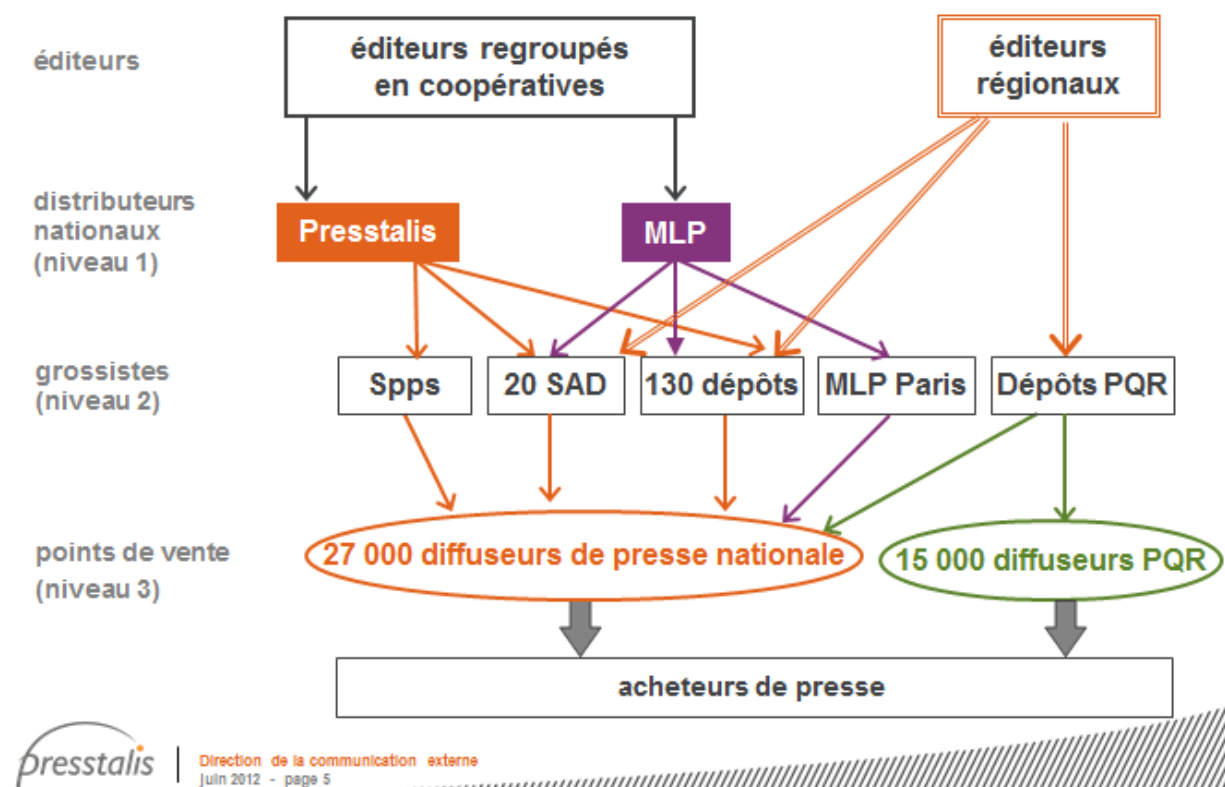 éditeurs
éditeurs regroupés
en coopératives
éditeurs
régionaux
distributeurs
nationaux
(niveau 1)
Presstalis
MLP
grossistes
(niveau 2)
Spps
20 SAD
130 dépôts
MLP Paris
Dépôts PQR
points de vente
(niveau 3)
27 000 diffuseurs de presse nationale
15 000 diffuseurs PQR
acheteurs de presse
presstalis
Direction de la communication externe
juin 2012 - page 5